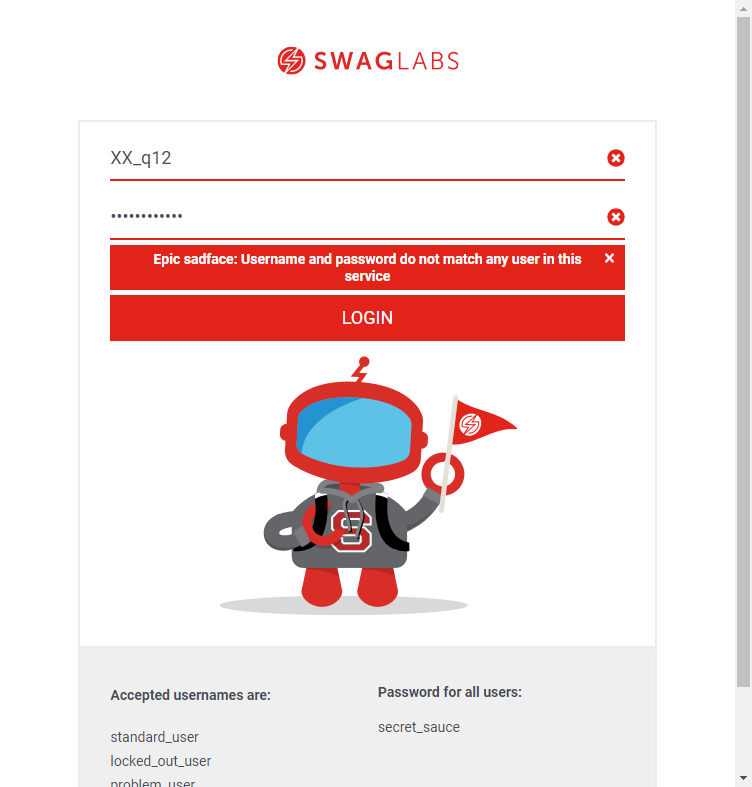 SWAGLABS
XX_q12
••••••••••••
Epic sadface: Username and password do not match any user in this
service
LOGIN
S
Accepted usernames are:
standard_user
locked_out_user
problem_user
Password for all users:
secret_sauce